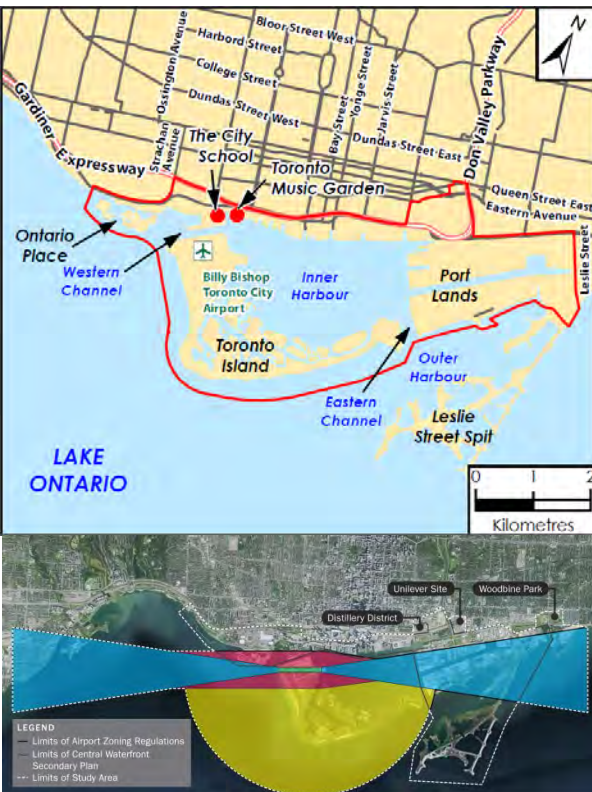 Bloor Street West
Harbord Street
College Street
Dundas Street West
Ossington Avenue
Strachan
Avenue
Gardiner
Expressway
Bay Street
Yonge Street
Jarvis Street
Don Valley Parkway
Dundas Street East
Queen Street East
Eastern Avenue
Leslie Street
N
The City
School
Toronto
Music Garden
Ontario
Place
Western
Channel
Billy Bishop
Toronto City
Airport
Inner
Harbour
Port
Lands
Toronto
Island
Eastern
Channel
Outer
Harbour
Leslie
Street Spit
LAKE
ONTARIO
0 1 2
Kilometres
Unilever Site
Woodbine Park
Distillery District
LEGEND
Limits of Airport Zoning Regulations
Limits of Central Waterfront
Secondary Plan
Limits of Study Area